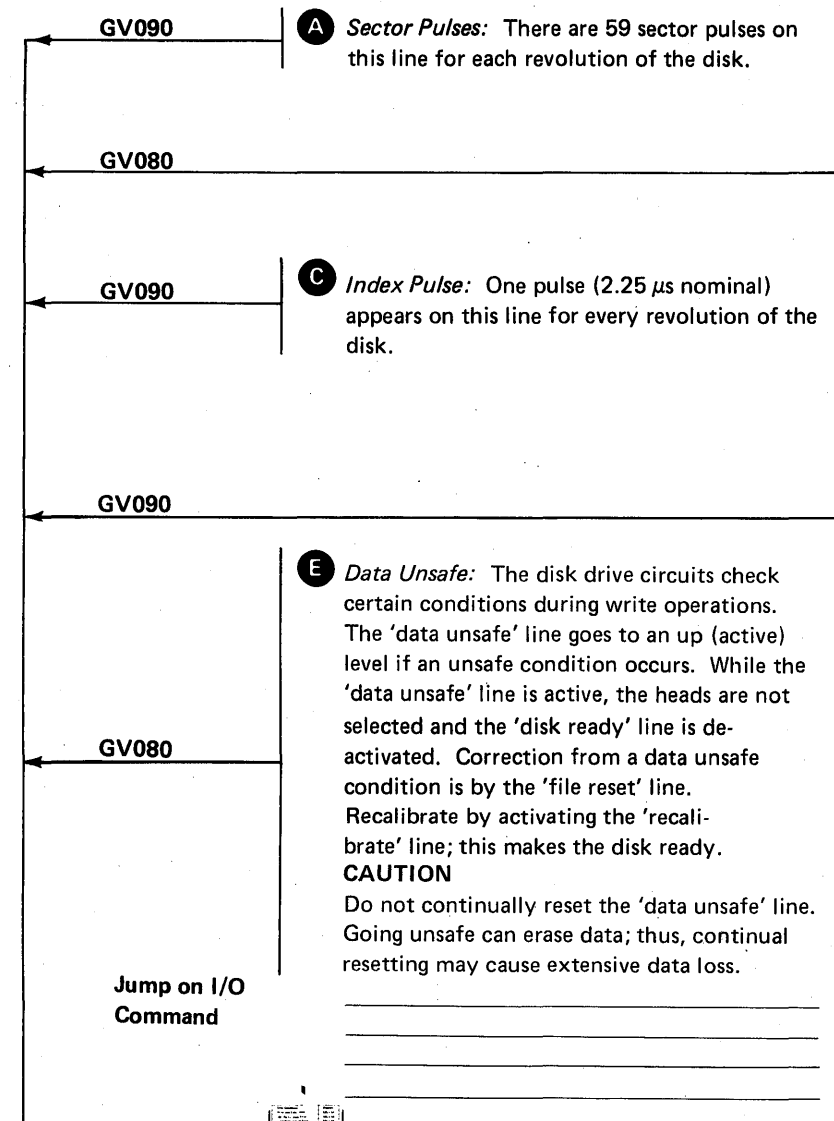 GV090
A Sector Pulses: There are 59 sector pulses on
this line for each revolution of the disk.
GV080
GV090
C Index Pulse: One pulse (2.25 μs nominal)
appears on this line for every revolution of the
disk.
GV090
E Data Unsafe: The disk drive circuits check
certain conditions during write operations.
The 'data unsafe' line goes to an up (active)
level if an unsafe condition occurs. While the
'data unsafe' line is active, the heads are not
selected and the 'disk ready' line is de-
activated. Correction from a data unsafe
condition is by the 'file reset' line.
Recalibrate by activating the 'recali-
brate' line; this makes the disk ready.
GV080
CAUTION
Do not continually reset the 'data unsafe' line.
Going unsafe can erase data; thus, continual
resetting may cause extensive data loss.
Jump on I/O
Command